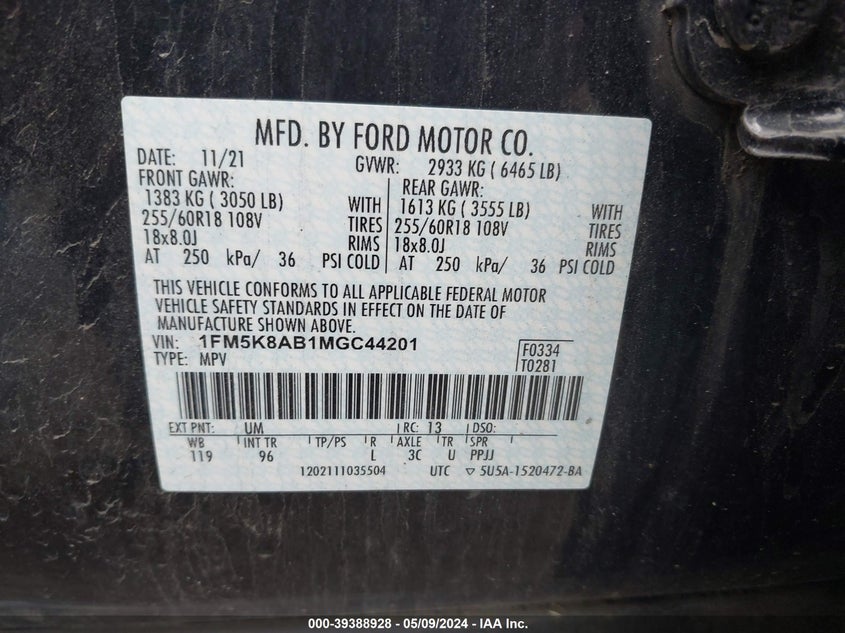 MFD. BY FORD MOTOR CO.
DATE: 11/21 GVWR: 2933 KG ( 6465 LB)
FRONT GAWR: REAR GAWR:
1383 KG ( 3050 LB) WITH 1613 KG ( 3555 LB) WITH
255/60R18 108V TIRES 255/60R18 108V TIRES
18x8.0J RIMS 18x8.0J RIMS
AT 250 kPa/ 36 PSI COLD AT 250 kPa/ 36 PSI COLD
THIS VEHICLE CONFORMS TO ALL APPLICABLE FEDERAL MOTOR
VEHICLE SAFETY STANDARDS IN EFFECT ON THE DATE OF
MANUFACTURE SHOWN ABOVE.
VIN: 1FM5K8AB1MGC44201
TYPE: MPV
F0334
T0281
EXT PNT: UM RC: 13 DSO:
WB INT TR TP/PS R AXLE TR SPR
119 96 L 3C U PPJJ
1202111035504 UTC ▽ 5U5A-1520472-BA
000-39388928 - 05/09/2024 - IAA Inc.